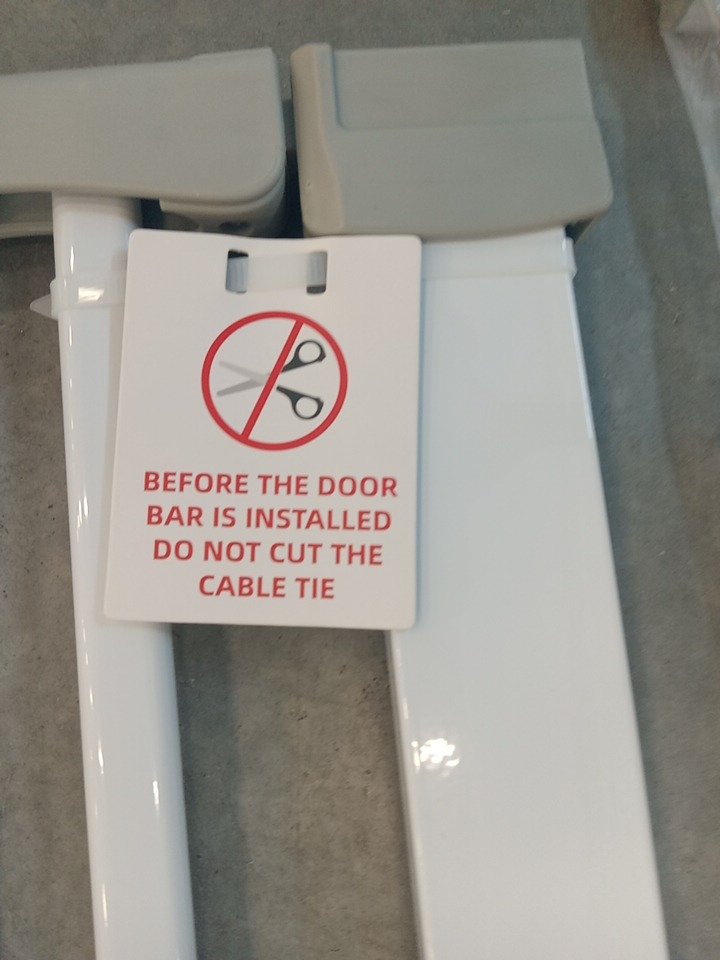 BEFORE THE DOOR
BAR IS INSTALLED
DO NOT CUT THE
CABLE TIE